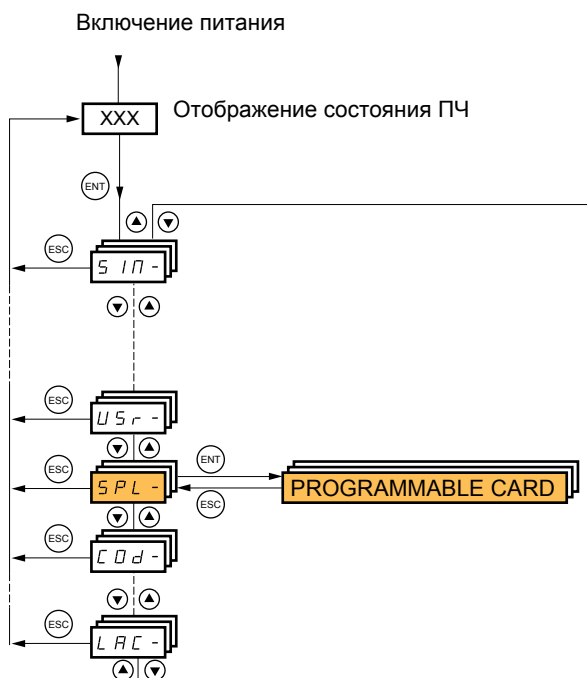 Включение питания
XXX
Отображение состояния ПЧ
ENT
ESC
SIM-
ESC
USr-
ESC
ENT
SPL-
PROGRAMMABLE CARD
ESC
ESC
COd-
ESC
LAC-